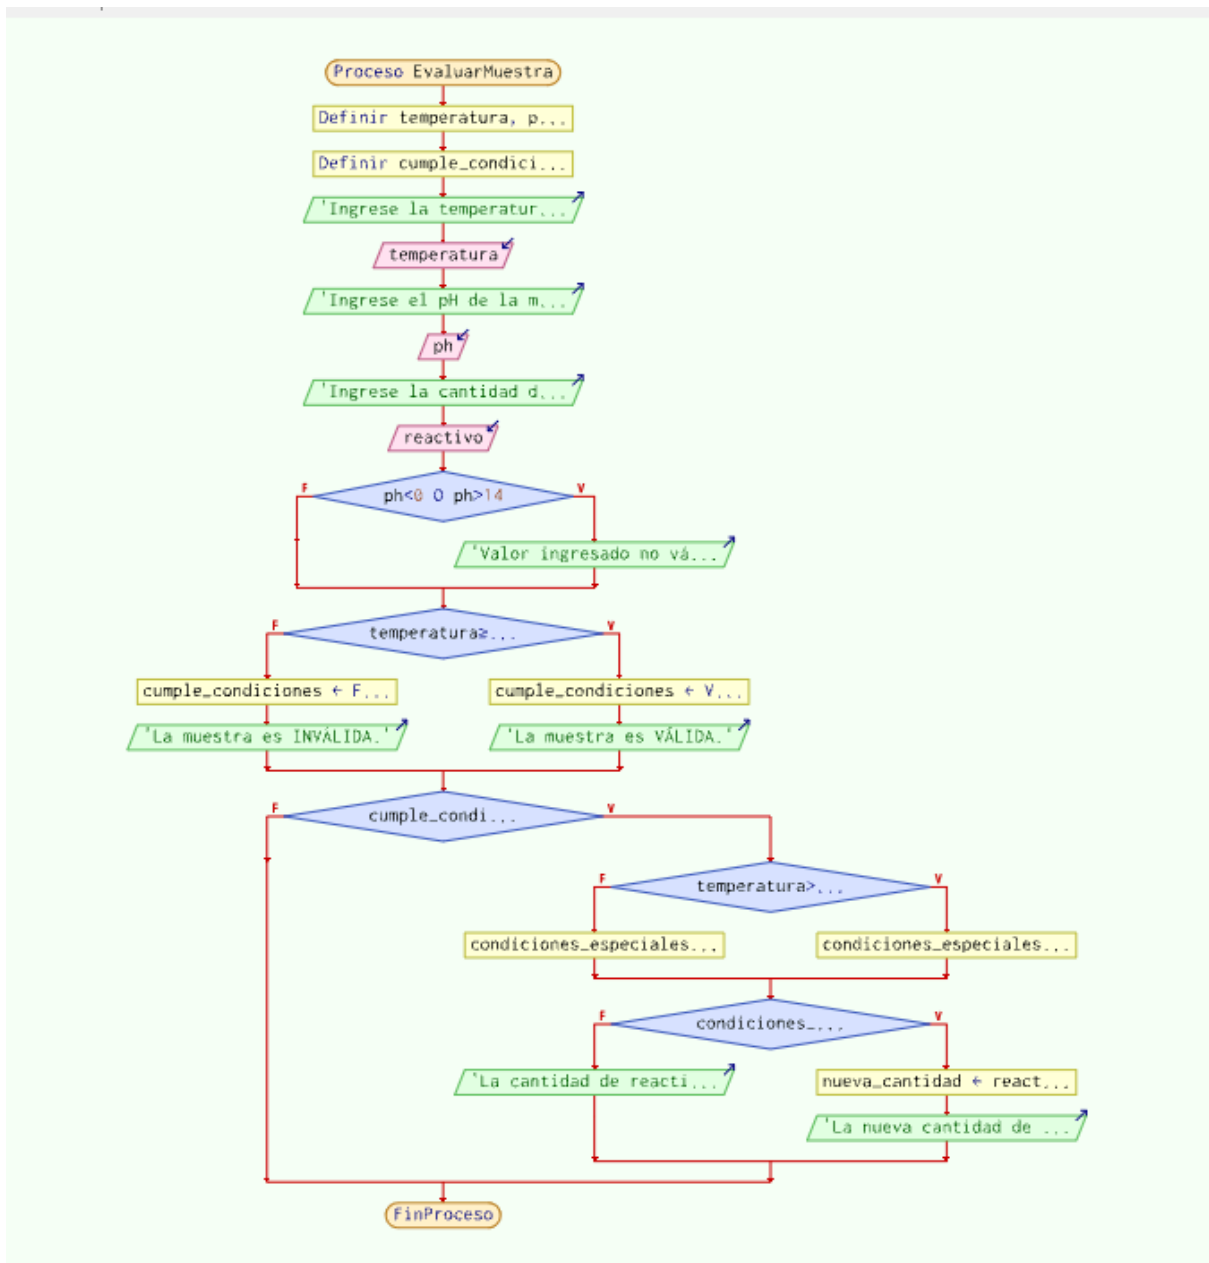 Proceso EvaluarMuestra
Definir temperatura, p...
Definir cumple_condici...
'Ingrese la temperatur...
temperatura
'Ingrese el pH de la m...
ph
'Ingrese la cantidad d...
reactivo
F
ph<0 O ph>14
V
'Valor ingresado no vá...
F
temperatura≥...
V
cumple_condiciones ← F...
cumple_condiciones ← V...
'La muestra es INVÁLIDA.'
'La muestra es VÁLIDA.'
F
cumple_condi...
V
F
temperatura>...
V
condiciones_especiales...
condiciones_especiales...
F
condiciones_...
V
'La cantidad de reacti...
nueva_cantidad ← react...
'La nueva cantidad de ...
FinProceso